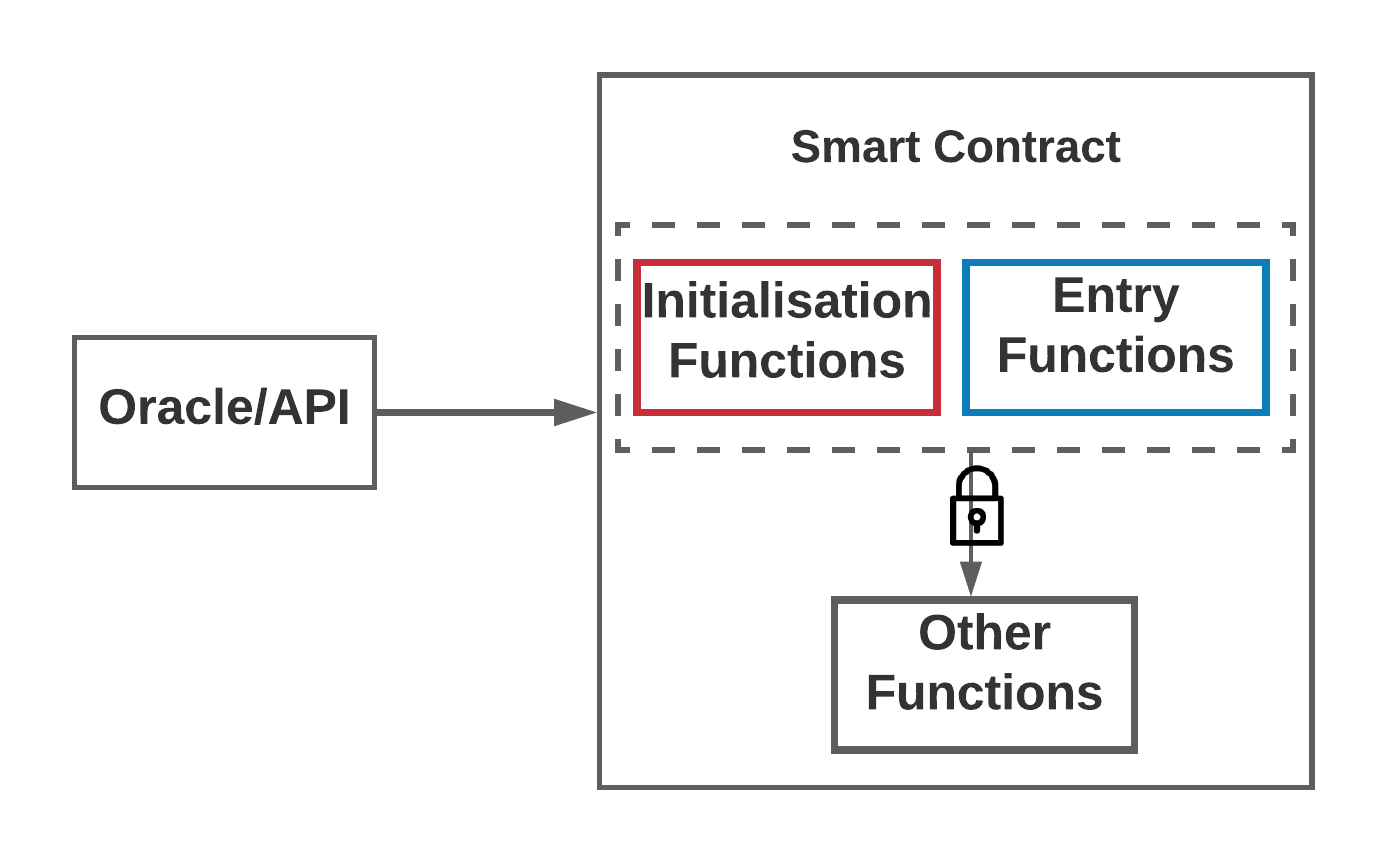 Smart Contract
Initialisation
Functions
Entry
Functions
Oracle/API
Other
Functions